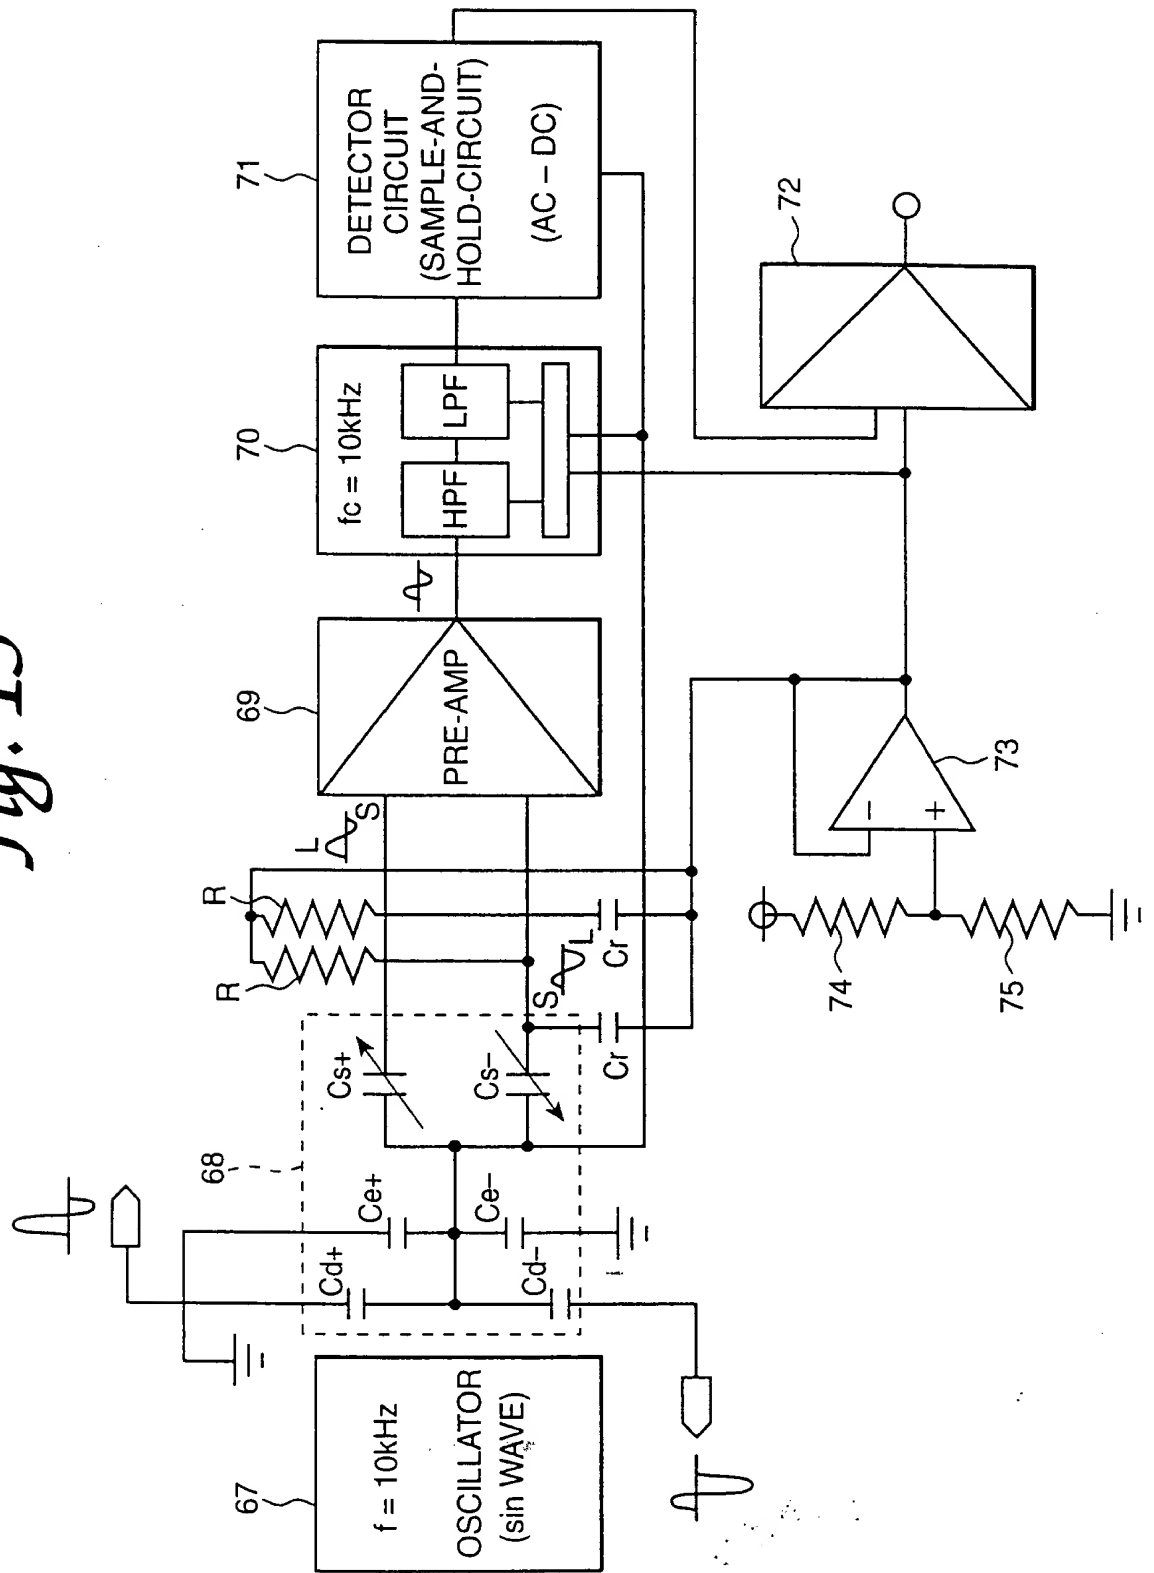 Fig. 15
67
f = 10kHz
OSCILLATOR
(sin WAVE)
68
Cd+
Cd−
Ce+
Ce−
Cs+
Cs−
R
R
Cr
Cr
L
S
S
L
69
PRE-AMP
70
fc = 10kHz
HPF
LPF
71
DETECTOR
CIRCUIT
(SAMPLE-AND-
HOLD-CIRCUIT)
(AC − DC)
72
73
−
+
74
75